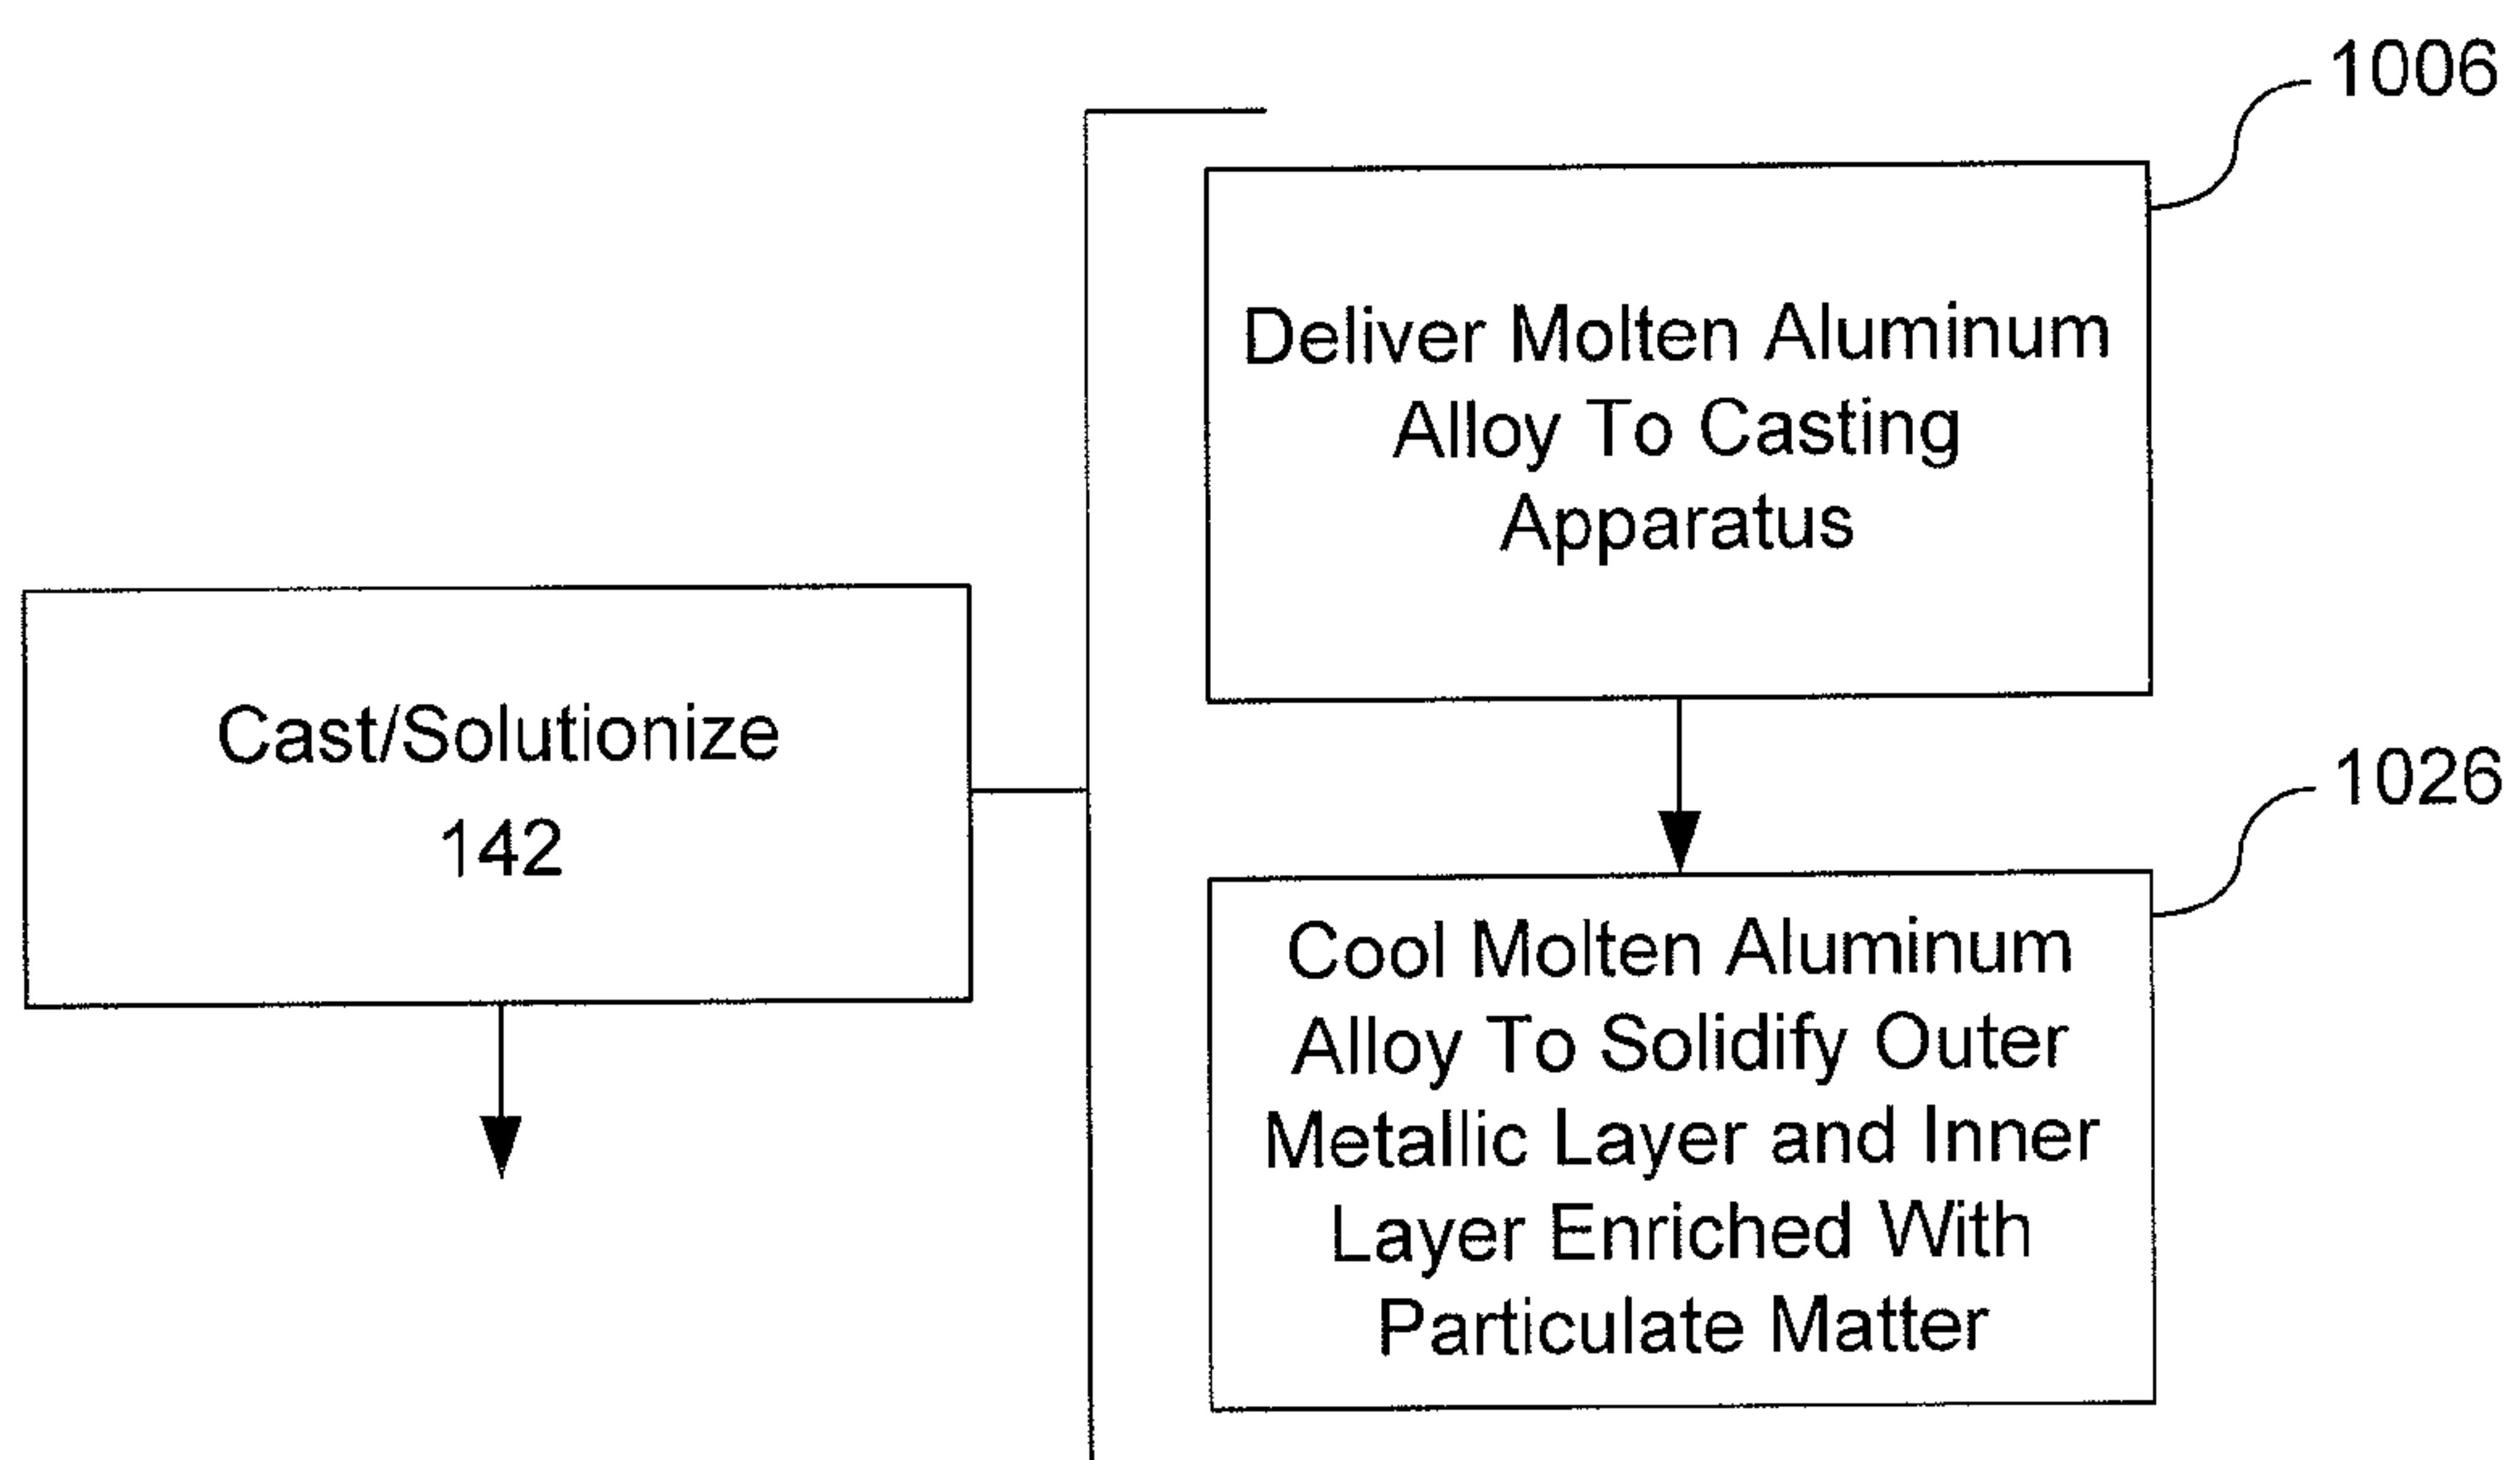 1006
Deliver Molten Aluminum
Alloy To Casting
Apparatus
Cast/Solutionize
142
1026
Cool Molten Aluminum
Alloy To Solidify Outer
Metallic Layer and Inner
Layer Enriched With
Particulate Matter